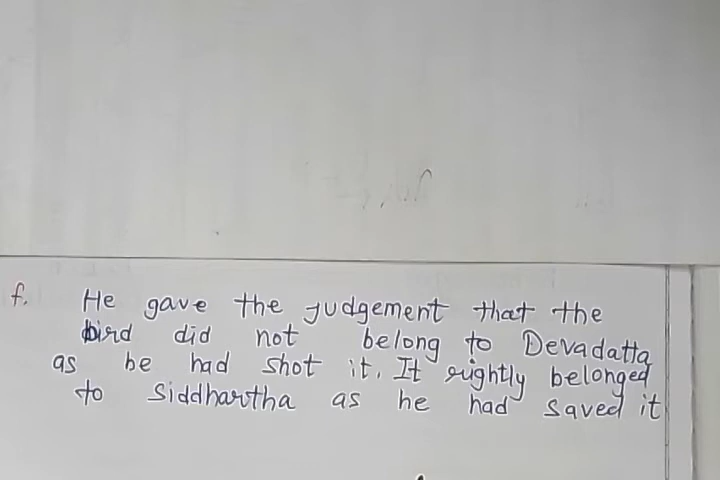 f. He gave the judgement that the
bird did not belong to Devadatta
as he had shot it. It rightly belonged
to Siddhartha as he had saved it